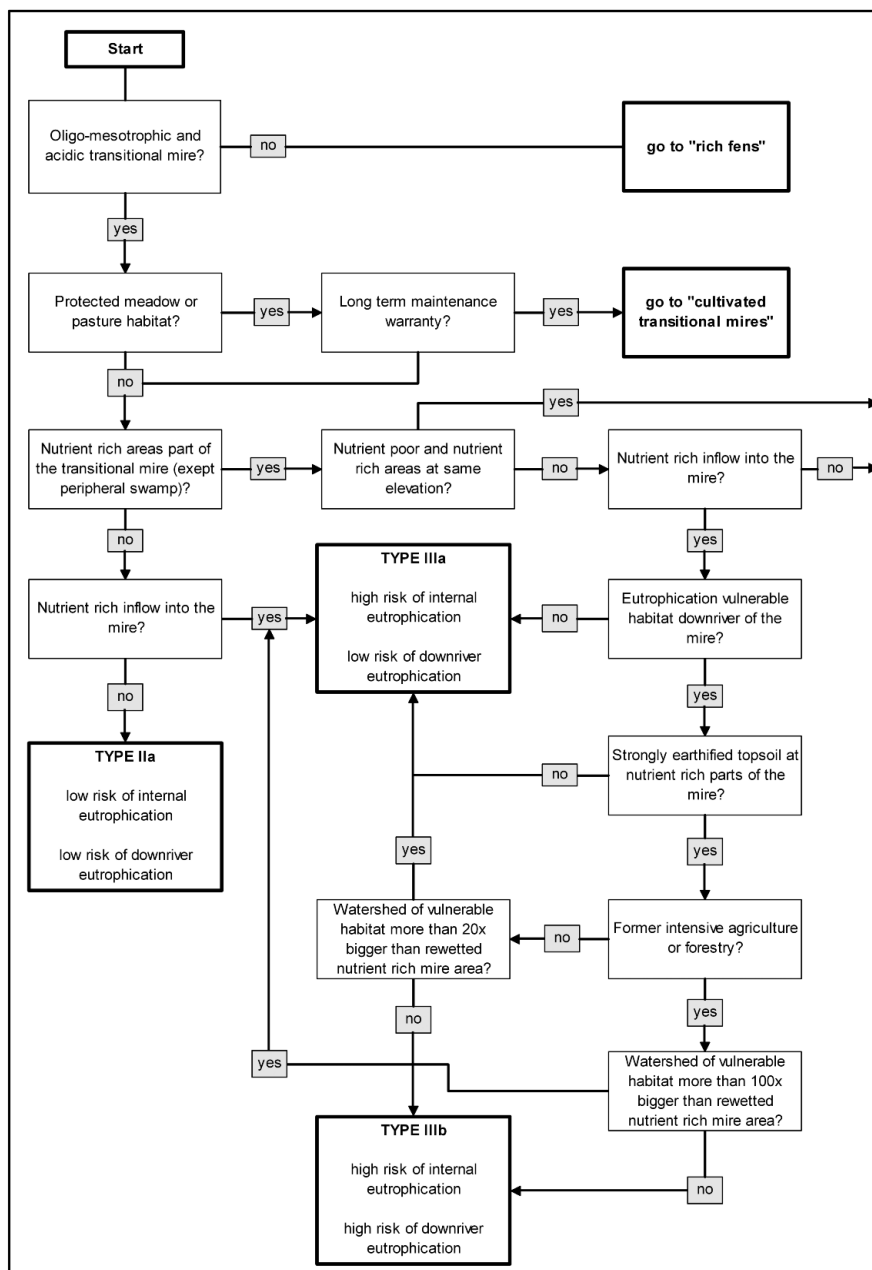 Start
Oligo-mesotrophic and
acidic transitional mire?
no
go to "rich fens"
yes
Protected meadow or
pasture habitat?
yes
Long term maintenance
warranty?
yes
go to "cultivated
transitional mires"
no
yes
Nutrient rich areas part of
the transitional mire (exept
peripheral swamp)?
yes
Nutrient poor and nutrient
rich areas at same
elevation?
no
Nutrient rich inflow into the
mire?
no
no
yes
Nutrient rich inflow into the
mire?
yes
TYPE IIIa
high risk of internal
eutrophication
low risk of downriver
eutrophication
no
Eutrophication vulnerable
habitat downriver of the
mire?
no
yes
TYPE IIa
low risk of internal
eutrophication
low risk of downriver
eutrophication
no
Strongly earthified topsoil at
nutrient rich parts of the
mire?
yes
yes
Watershed of vulnerable
habitat more than 20x
bigger than rewetted
nutrient rich mire area?
no
Former intensive agriculture
or forestry?
no
yes
yes
Watershed of vulnerable
habitat more than 100x
bigger than rewetted
nutrient rich mire area?
TYPE IIIb
high risk of internal
eutrophication
high risk of downriver
eutrophication
no